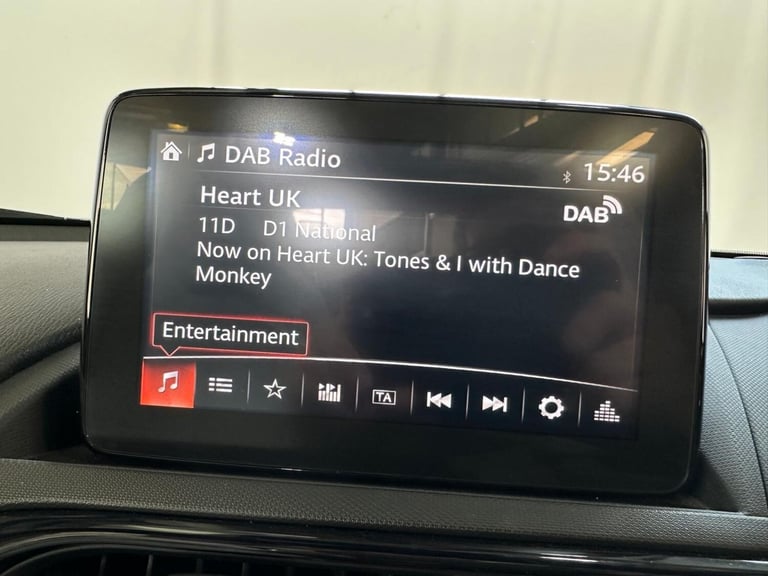 DAB Radio
15:46
Heart UK
DAB
11D D1 National
Now on Heart UK: Tones & I with Dance
Monkey
Entertainment
TA